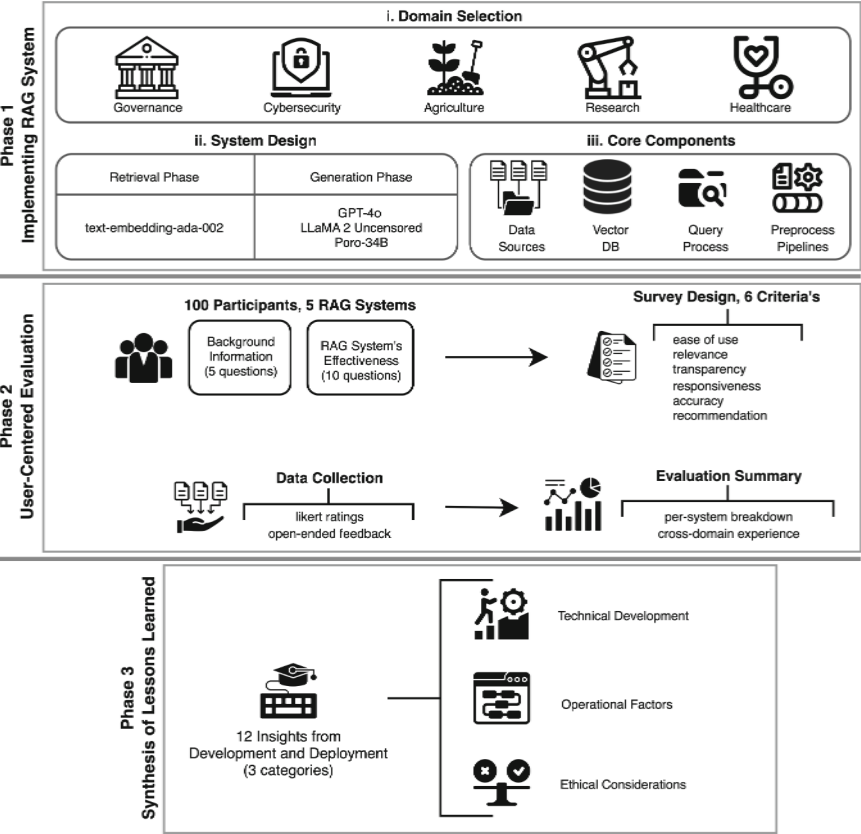 Phase 1
Implementing RAG System
i. Domain Selection
Governance
Cybersecurity
Agriculture
Research
Healthcare
ii. System Design
Retrieval Phase
Generation Phase
text-embedding-ada-002
GPT-4o
LLaMA 2 Uncensored
Poro-34B
iii. Core Components
Data
Sources
Vector
DB
Query
Process
Preprocess
Pipelines
Phase 2
User-Centered Evaluation
100 Participants, 5 RAG Systems
Background
Information
(5 questions)
RAG System's
Effectiveness
(10 questions)
Survey Design, 6 Criteria's
ease of use
relevance
transparency
responsiveness
accuracy
recommendation
Data Collection
likert ratings
open-ended feedback
Evaluation Summary
per-system breakdown
cross-domain experience
Phase 3
Synthesis of Lessons Learned
12 Insights from
Development and Deployment
(3 categories)
Technical Development
Operational Factors
Ethical Considerations